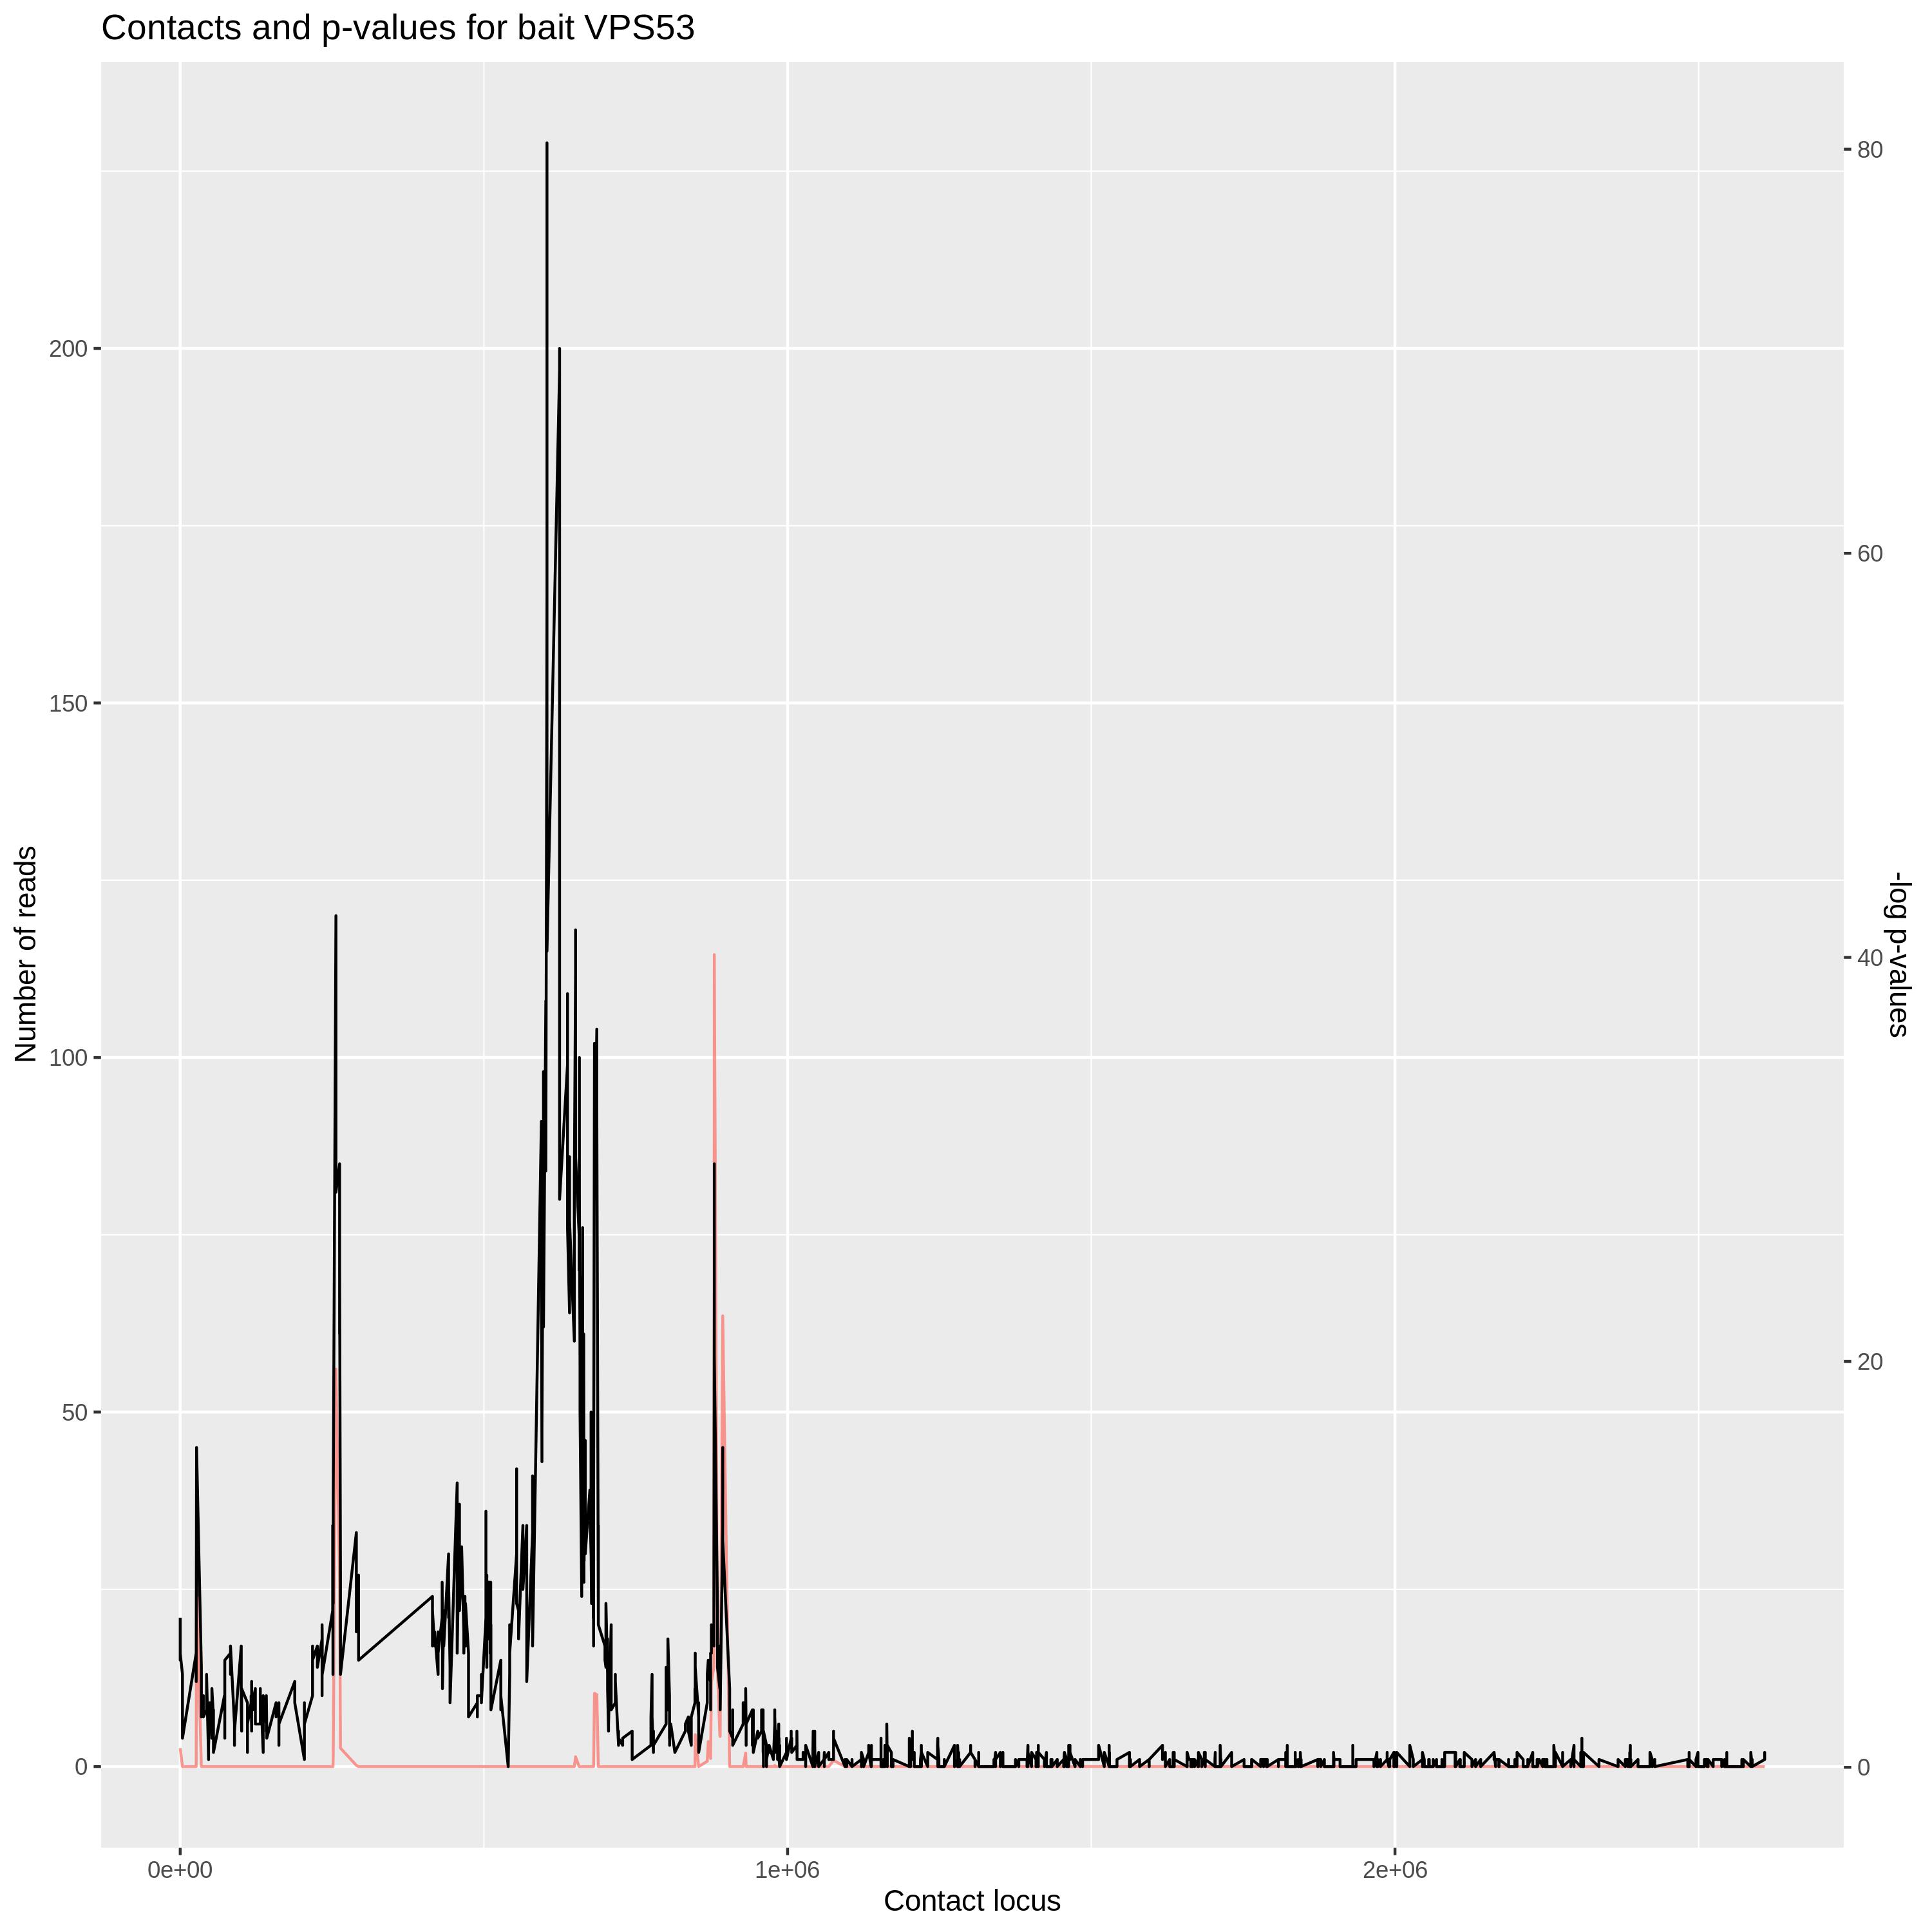 Contacts and p-values for bait VPS53
Number of reads
200
150
100
50
0
80
60
40
20
0
-log p-values
0e+00 1e+06 2e+06
Contact locus